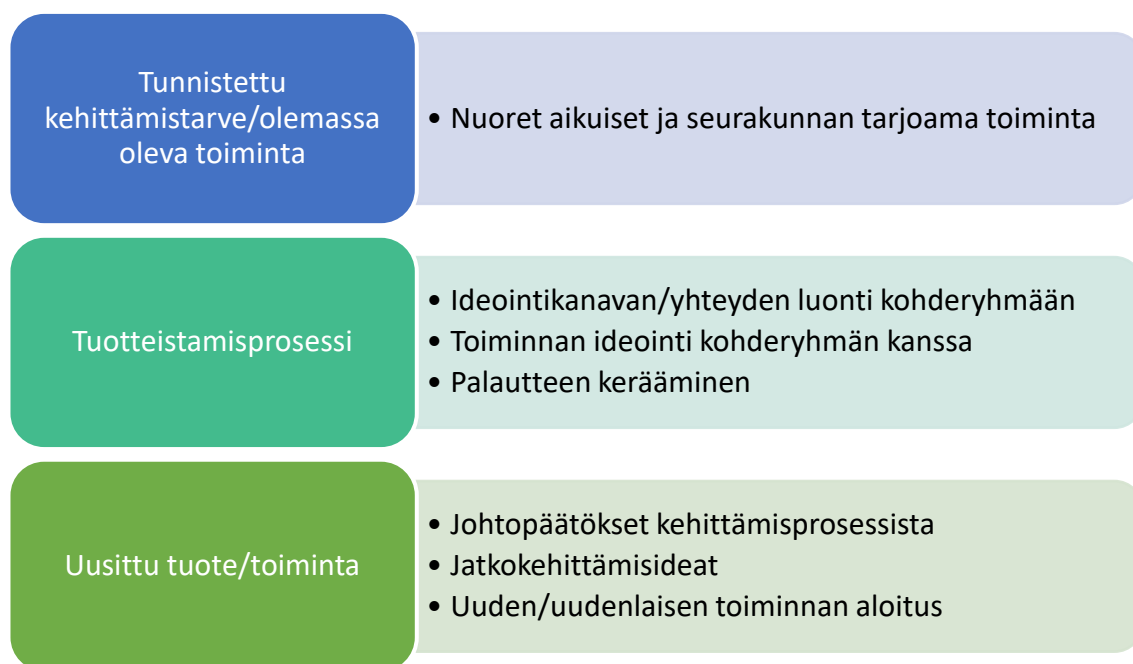 Tunnistettu
kehittämistarve/olemassa
oleva toiminta
• Nuoret aikuiset ja seurakunnan tarjoama toiminta
Tuotteistamisprosessi
• Ideointikanavan/yhteyden luonti kohderyhmään
• Toiminnan ideointi kohderyhmän kanssa
• Palautteen kerääminen
Uusittu tuote/toiminta
• Johtopäätökset kehittämisprosessista
• Jatkokehittämisideat
• Uuden/uudenlaisen toiminnan aloitus